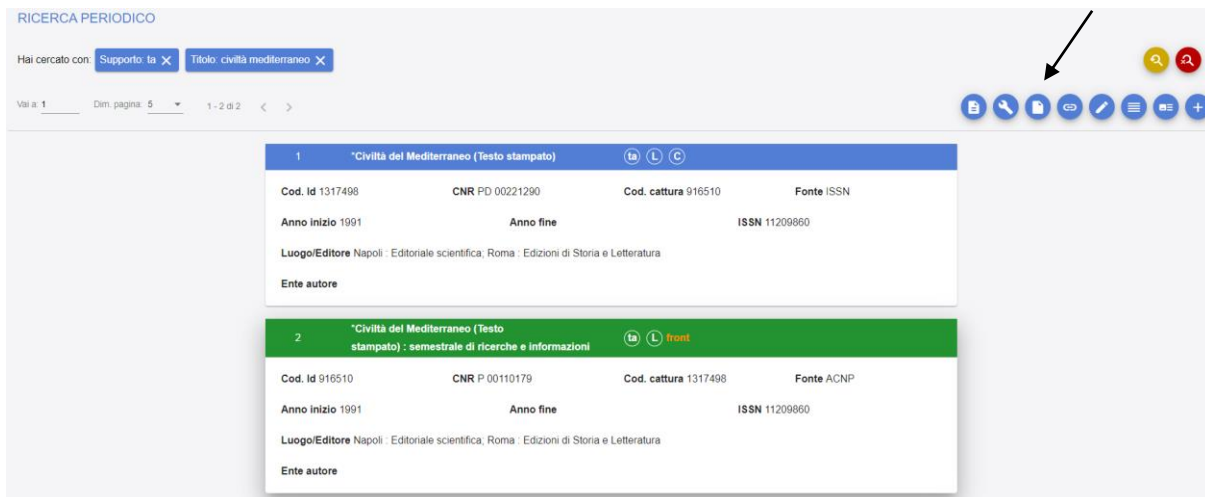 RICERCA PERIODICO
Hai cercato con: Supporto: ta X Titolo: civiltà mediterraneo X
Vai a: 1 Dim. pagina: 5 1 - 2 di 2 < >
1 *Civiltà del Mediterraneo (Testo stampato) ta L C
Cod. Id 1317498 CNR PD 00221290 Cod. cattura 916510 Fonte ISSN
Anno inizio 1991 Anno fine ISSN 11209860
Luogo/Editore Napoli : Editoriale scientifica; Roma : Edizioni di Storia e Letteratura
Ente autore
2 *Civiltà del Mediterraneo (Testo
stampato) : semestrale di ricerche e informazioni ta L front
Cod. Id 916510 CNR P 00110179 Cod. cattura 1317498 Fonte ACNP
Anno inizio 1991 Anno fine ISSN 11209860
Luogo/Editore Napoli : Editoriale scientifica; Roma : Edizioni di Storia e Letteratura
Ente autore